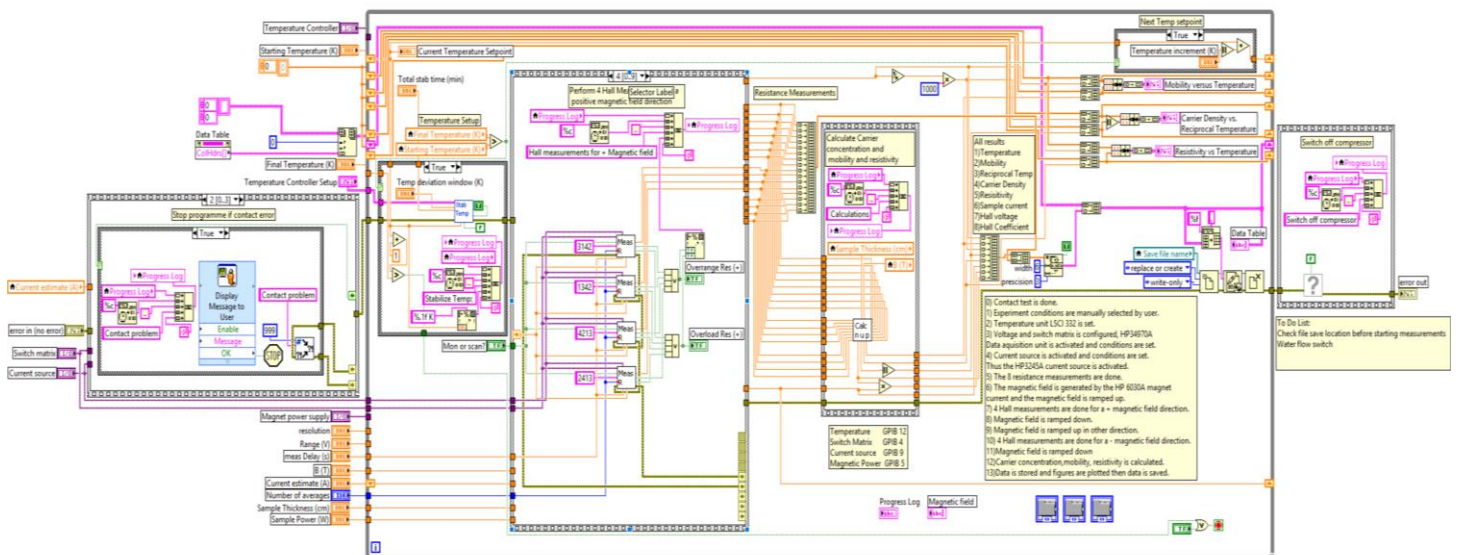 Temperature Controller
Starting Temperature (K)
0
0
0
Data Table
ColHdrs[]
0
Final Temperature (K)
Temperature Controller Setup
2 [0..3]
Stop programme if contact error
True
Progress Log
Progress Log
%c
Contact problem
Display
Message to
User
Enable
Message
OK
Contact problem
999
STOP
Current estimate (A)
error in (no error)
Switch matrix
Current source
Magnet power supply
resolution
Range (V)
meas Delay (s)
B (T)
Current estimate (A)
Number of averages
Sample Thickness (cm)
Sample Power (W)
Current Temperature Setpoint
Total stab time (min)
Temperature Setup
Final Temperature (K)
Starting Temperature (K)
True
Temp deviation window (K)
Stab
Temp
1
Progress Log
Progress Log
%c
Stabilize Temp:
%.1f K
Mon or scan?
4 [0..9]
Perform 4 Hall Mea
Selector Label
positive magnetic field direction
Progress Log
Progress Log
%c
Hall measurements for + Magnetic field
3142
Meas
R
1342
Meas
R
4213
Meas
R
2413
Meas
R
Overrange Res (+)
Overload Res (+)
Resistance Measurements
1000
Calculate Carrier
concentration and
mobility and resistivity
Progress Log
%c
Calculations
Progress Log
Sample Thickness (cm)
B (T)
Calc
n u p
Temperature GPIB 12
Switch Matrix GPIB 4
Current source GPIB 9
Magnetic Power GPIB 5
All results
1)Temperature
2)Mobility
3)Reciprocal Temp
4)Carrier Density
5)Resitivity
6)Sample current
7)Hall voltage
8)Hall Coefficient
width
prescision
Next Temp setpoint
True
Temperature increment (K)
Mobility versus Temperature
Carrier Density vs.
Reciprocal Temperature
Resistivity vs Temperature
Data Table
Save file name
replace or create
write-only
0) Contact test is done.
1) Experiment conditions are manually selected by user.
2) Temperature unit LSCI 332 is set.
3) Voltage and switch matrix is configured, HP34970A
Data aquisition unit is activated and conditions are set.
4) Current source is activated and conditions are set.
Thus the HP3245A current source is activated.
5) The 8 resistance measurements are done.
6) The magnetic field is generated by the HP 6030A magnet
current and the magnetic field is ramped up.
7) 4 Hall measurements are done for a + magnetic field direction.
8) Magnetic field is ramped down.
9) Magnetic field is ramped up in other direction.
10) 4 Hall measurements are done for a - magnetic field direction.
11)Magnetic field is ramped down
12)Carrier concentration,mobility, resistivity is calculated.
13)Data is stored and figures are plotted then data is saved.
Progress Log
Magnetic field
i
Switch off compressor
Progress Log
Progress Log
%c
Switch off compressor
?
error out
To Do List:
Check file save location before starting measurements
Water flow switch